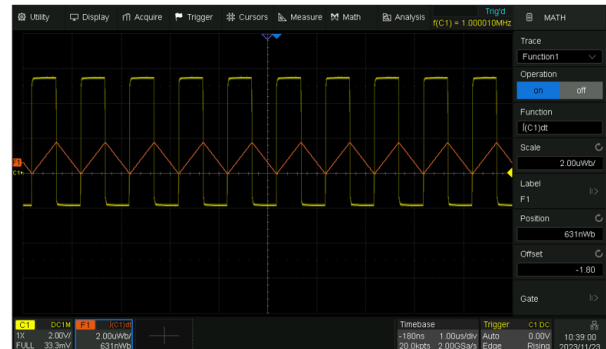 Utility Display Acquire Trigger Cursors Measure Math Analysis
Trig'd
f(C1) = 1.000010MHz
MATH
Trace
Function1
Operation
on off
Function
∫(C1)dt
Scale
2.00uWb/
Label
F1
Position
631nWb
Offset
-1.80
Gate
F1
C1
C1 DC1M
1X 2.00V/
FULL 33.3mV
F1 ∫(C1)dt
2.00uWb/
631nWb
Timebase
-180ns 1.00us/div
20.0kpts 2.00GSa/s
Trigger C1 DC
Auto 0.00V
Edge Rising
10:39:00
2023/11/23